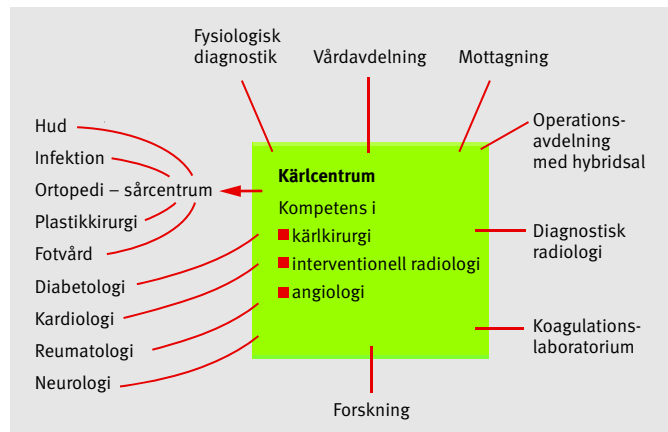 Fysiologisk
diagnostik
Vårdavdelning
Mottagning
Hud
Infektion
Ortopedi – sårcentrum
Plastikkirurgi
Fotvård
Diabetologi
Kardiologi
Reumatologi
Neurologi
Kärlcentrum
Kompetens i
kärlkirurgi
interventionell radiologi
angiologi
Operations-
avdelning
med hybridsal
Diagnostisk
radiologi
Koagulations-
laboratorium
Forskning